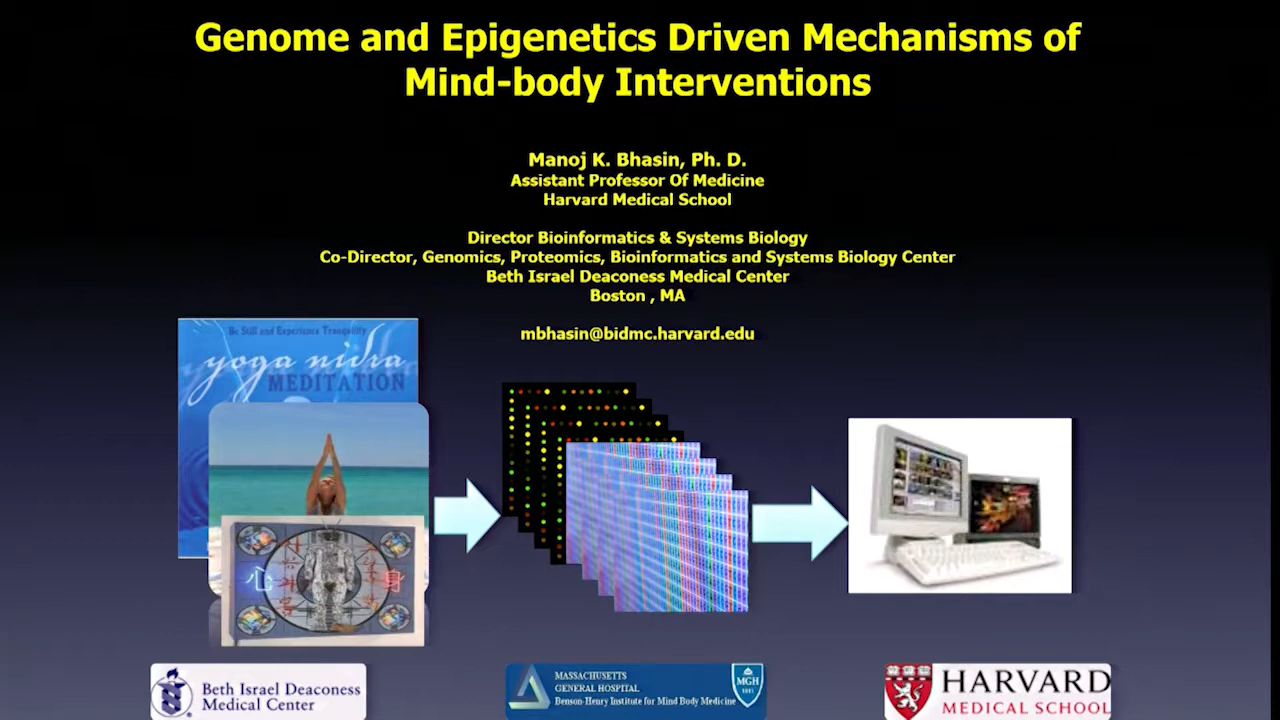 Genome and Epigenetics Driven Mechanisms of
Mind-body Interventions
Manoj K. Bhasin, Ph. D.
Assistant Professor Of Medicine
Harvard Medical School
Director Bioinformatics & Systems Biology
Co-Director, Genomics, Proteomics, Bioinformatics and Systems Biology Center
Beth Israel Deaconess Medical Center
Boston , MA
mbhasin@bidmc.harvard.edu
Be Still and Experience Tranquility
yoga nidra
MEDITATION
心
身
Beth Israel Deaconess
Medical Center
MASSACHUSETTS
GENERAL HOSPITAL
Benson-Henry Institute for Mind Body Medicine
MGH
1811
HARVARD
MEDICAL SCHOOL